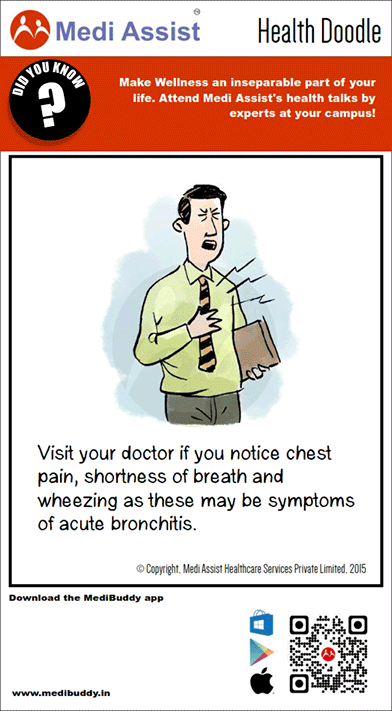 Medi Assist
©
Health Doodle
DID YOU KNOW
?
Make Wellness an inseparable part of your
life. Attend Medi Assist's health talks by
experts at your campus!
Visit your doctor if you notice chest
pain, shortness of breath and
wheezing as these may be symptoms
of acute bronchitis.
© Copyright, Medi Assist Healthcare Services Private Limited, 2015
Download the MediBuddy app
www.medibuddy.in